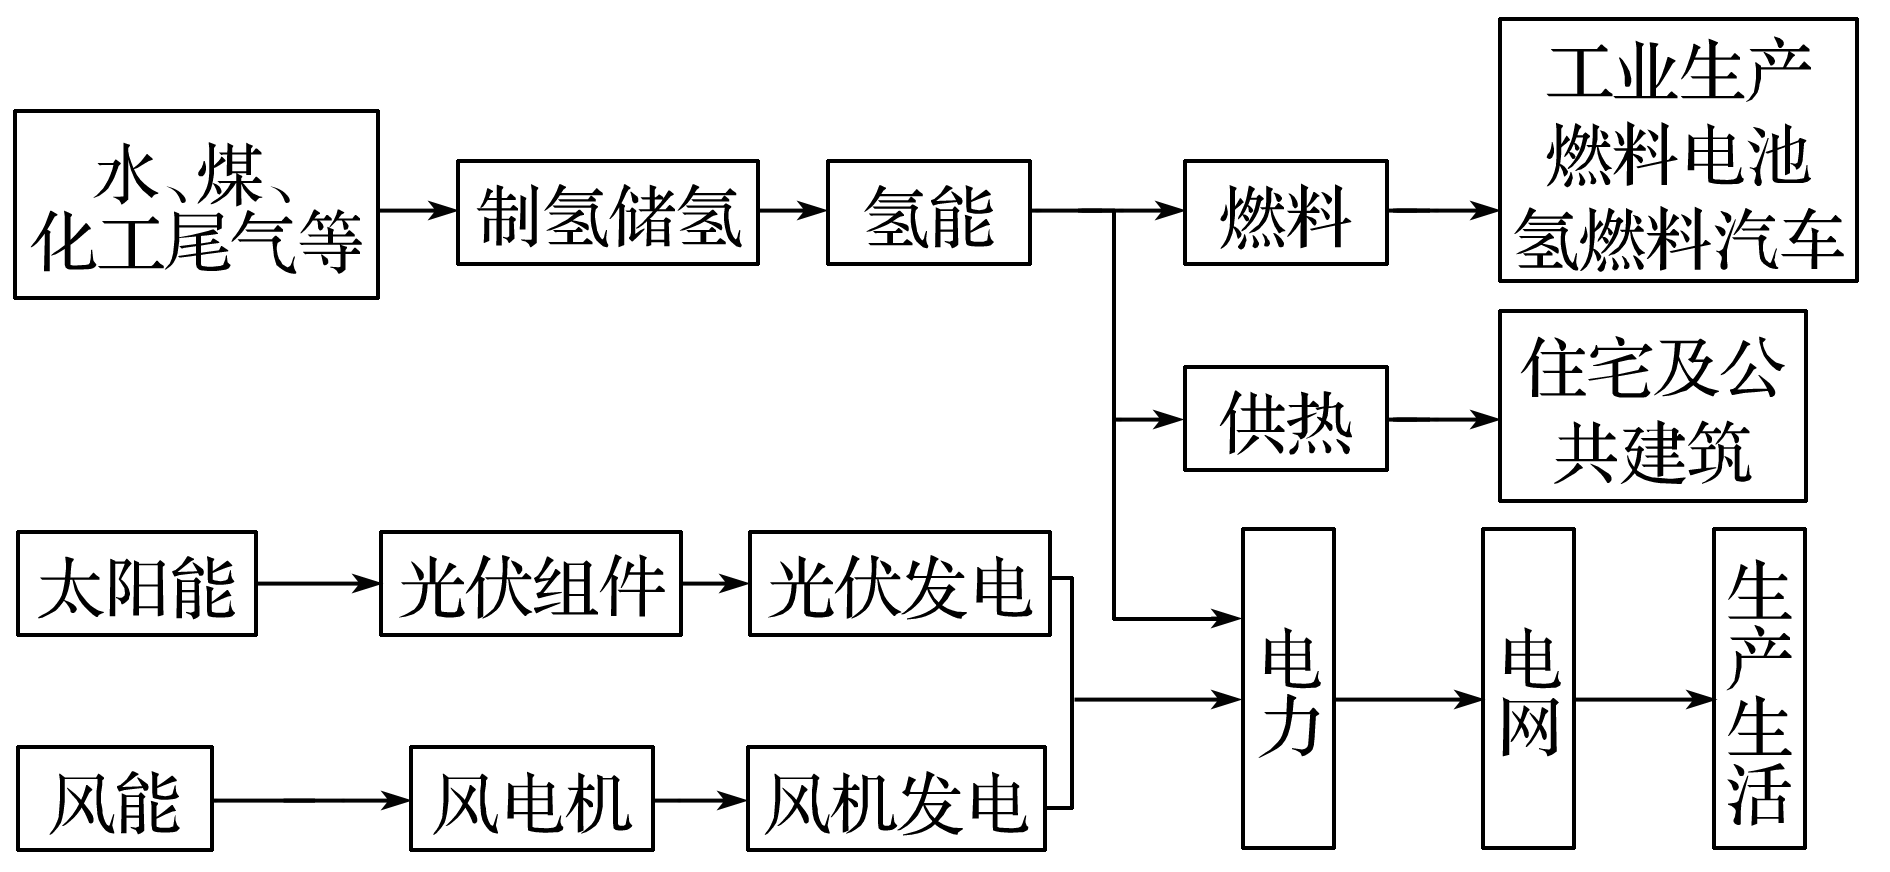 水、煤、
化工尾气等
制氢储氢
氢能
燃料
工业生产
燃料电池
氢燃料汽车
供热
住宅及公
共建筑
太阳能
光伏组件
光伏发电
风能
风电机
风机发电
电力
电网
生产生活